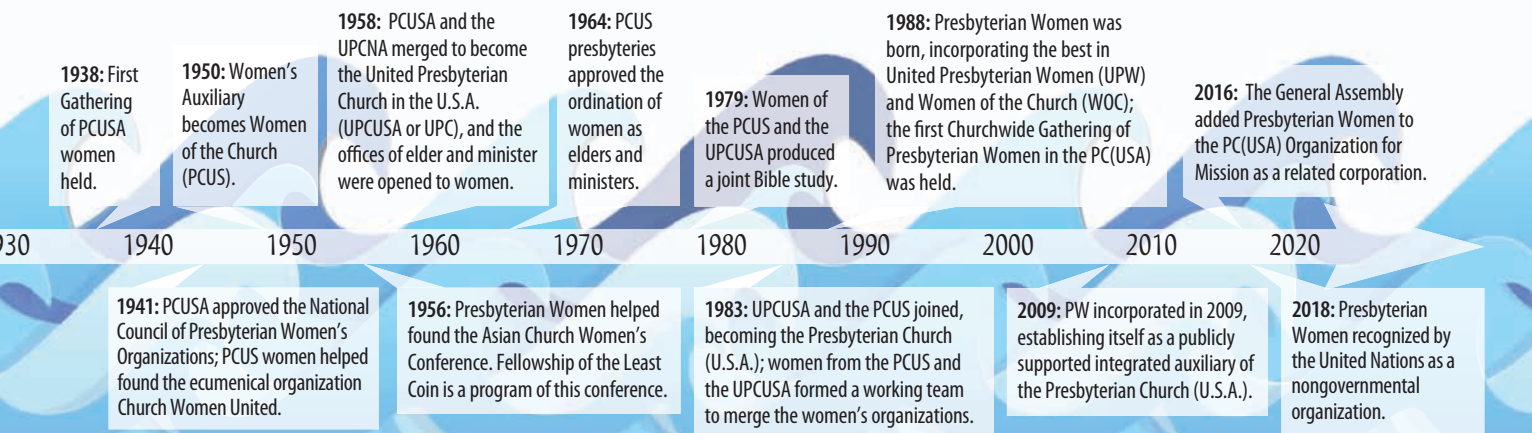 1938: First
Gathering
of PCUSA
women
held.
1950: Women's
Auxiliary
becomes Women
of the Church
(PCUS).
1958: PCUSA and the
UPCNA merged to become
the United Presbyterian
Church in the U.S.A.
(UPCUSA or UPC), and the
offices of elder and minister
were opened to women.
1964: PCUS
presbyteries
approved the
ordination of
women as
elders and
ministers.
1979: Women of
the PCUS and the
UPCUSA produced
a joint Bible study.
1988: Presbyterian Women was
born, incorporating the best in
United Presbyterian Women (UPW)
and Women of the Church (WOC);
the first Churchwide Gathering of
Presbyterian Women in the PC(USA)
was held.
2016: The General Assembly
added Presbyterian Women to
the PC(USA) Organization for
Mission as a related corporation.
930 1940 1950 1960 1970 1980 1990 2000 2010 2020
1941: PCUSA approved the National
Council of Presbyterian Women's
Organizations; PCUS women helped
found the ecumenical organization
Church Women United.
1956: Presbyterian Women helped
found the Asian Church Women's
Conference. Fellowship of the Least
Coin is a program of this conference.
1983: UPCUSA and the PCUS joined,
becoming the Presbyterian Church
(U.S.A.); women from the PCUS and
the UPCUSA formed a working team
to merge the women's organizations.
2009: PW incorporated in 2009,
establishing itself as a publicly
supported integrated auxiliary of
the Presbyterian Church (U.S.A.).
2018: Presbyterian
Women recognized by
the United Nations as a
nongovernmental
organization.